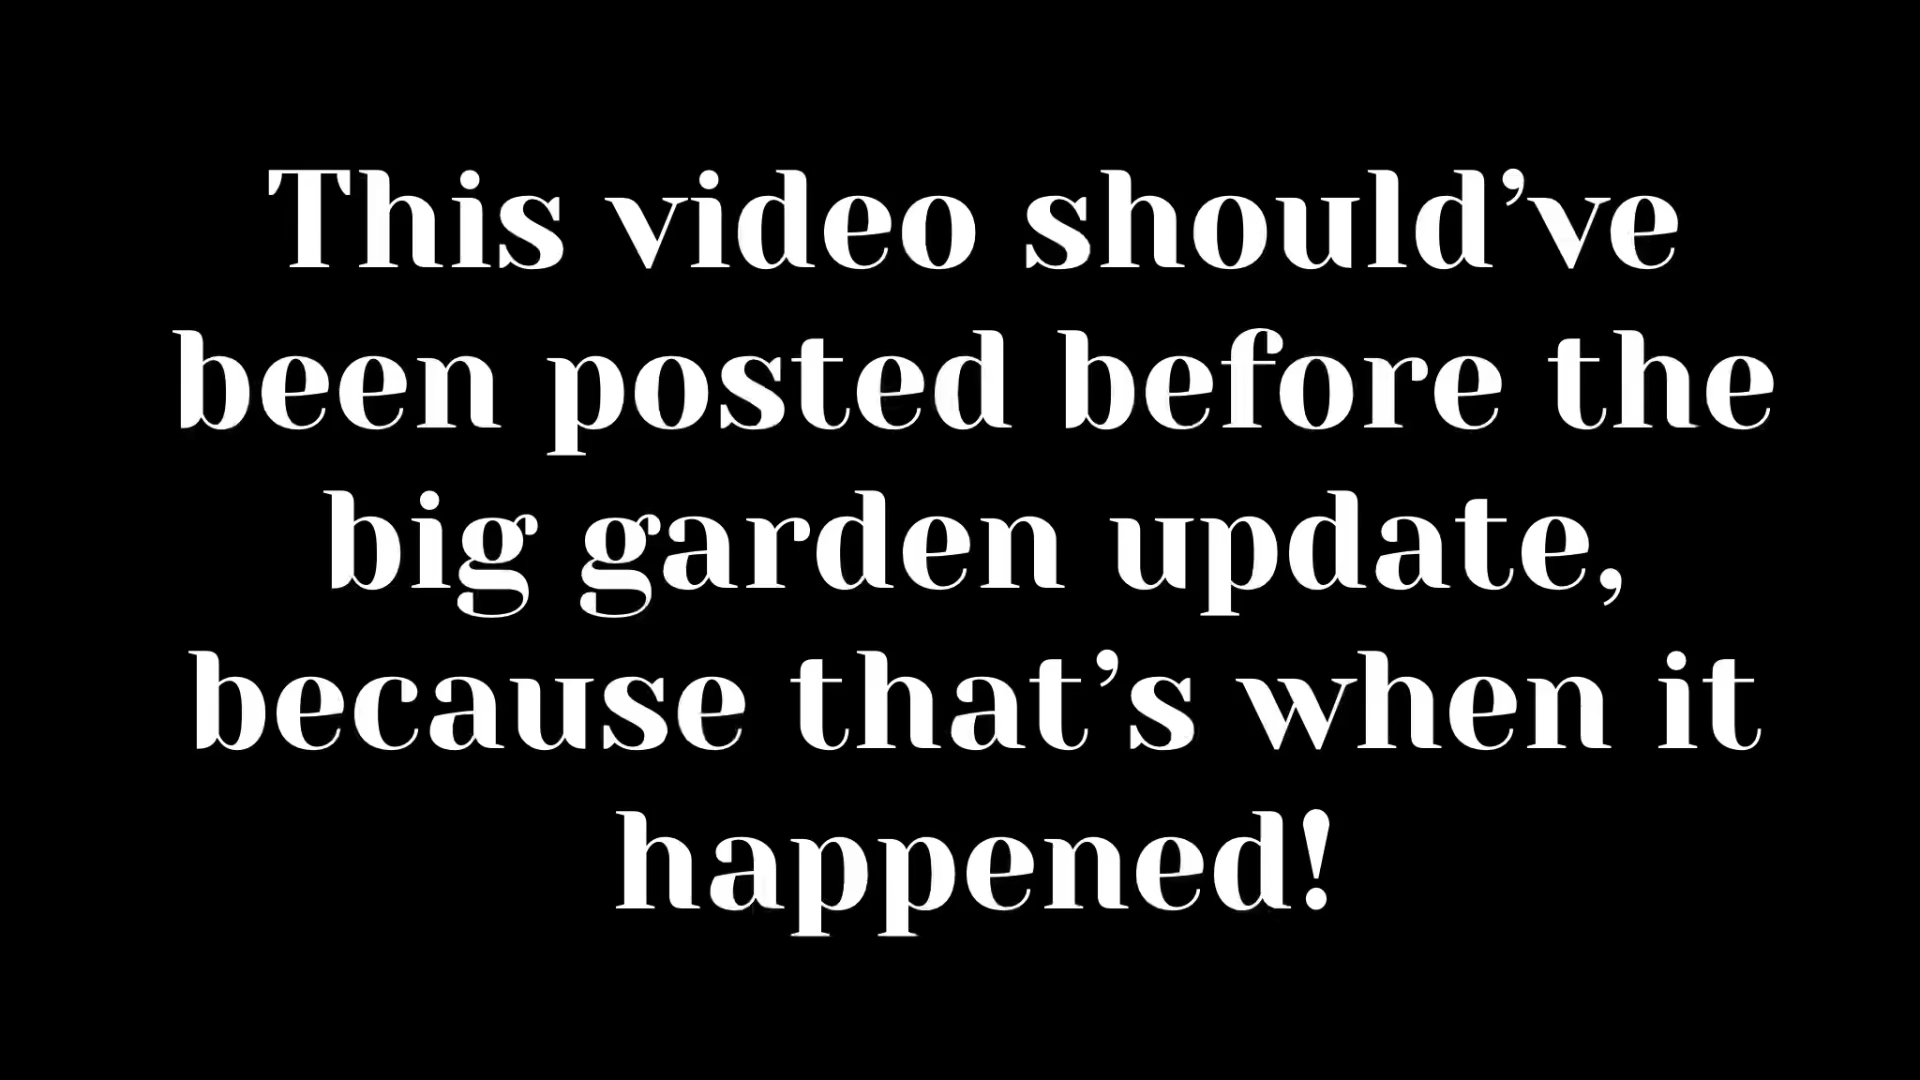 This video should’ve
been posted before the
big garden update,
because that’s when it
happened!